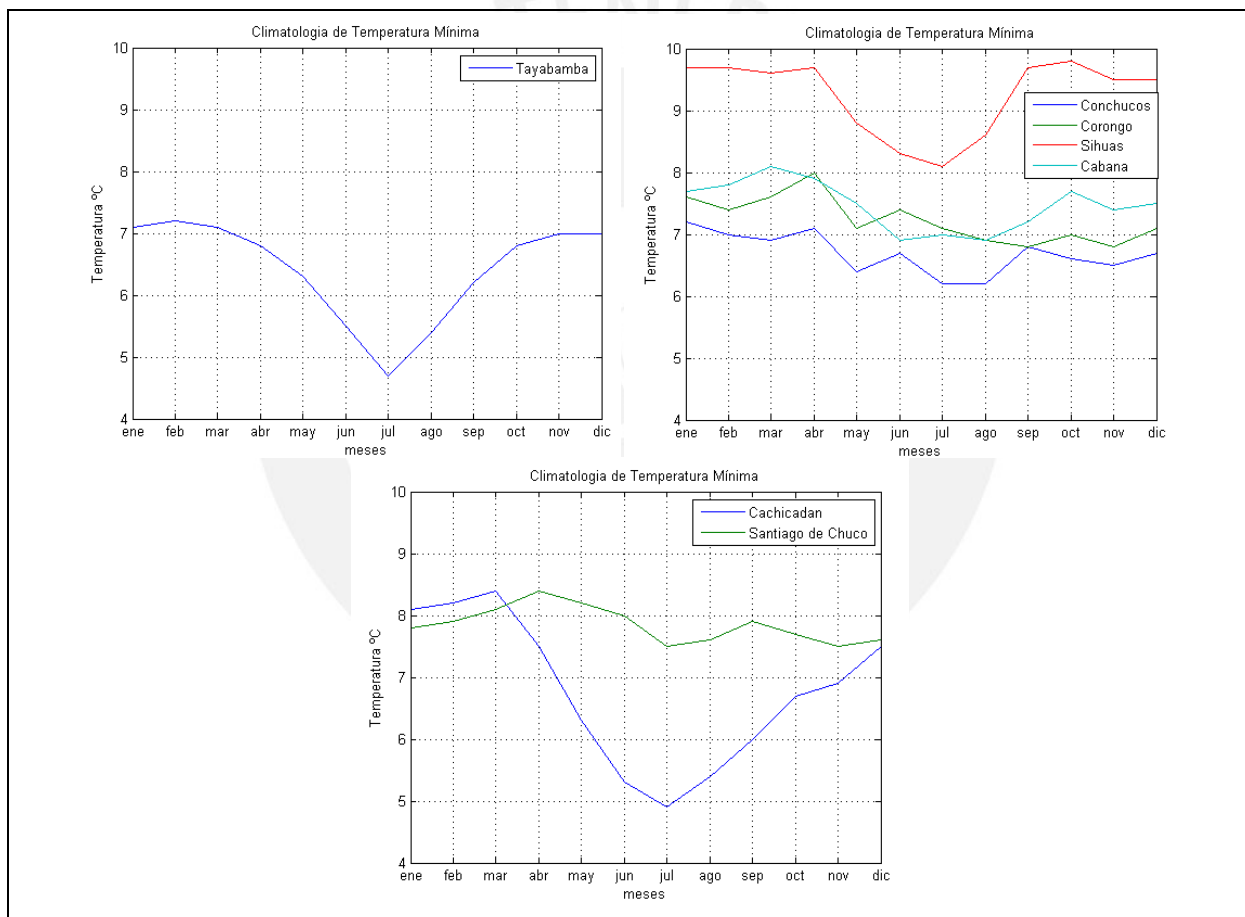 Climatologia de Temperatura Mínima
Tayabamba
Temperatura ºC
10
9
8
7
6
5
4
ene feb mar abr may jun jul ago sep oct nov dic
meses
Climatologia de Temperatura Mínima
Conchucos
Corongo
Sihuas
Cabana
Temperatura ºC
10
9
8
7
6
5
4
ene feb mar abr may jun jul ago sep oct nov dic
meses
Climatologia de Temperatura Mínima
Cachicadan
Santiago de Chuco
Temperatura ºC
10
9
8
7
6
5
4
ene feb mar abr may jun jul ago sep oct nov dic
meses